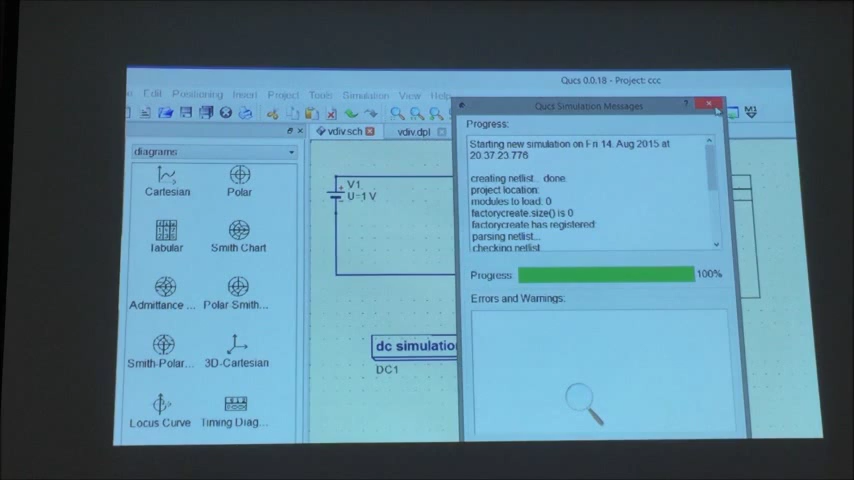 Qucs 0.0.18 - Project: ccc
Edit Positioning Insert Project Tools Simulation View Help
Qucs Simulation Messages
?
M1
vdiv.sch
vdiv.dpl
diagrams
Cartesian
Polar
Tabular
Smith Chart
Admittance ...
Polar Smith...
Smith-Polar...
3D-Cartesian
Locus Curve
Timing Diag...
V1
U=1 V
dc simulatio
DC1
Progress:
Starting new simulation on Fri 14. Aug 2015 at
20:37:23:776
creating netlist... done.
project location:
modules to load: 0
factorycreate.size() is 0
factorycreate has registered:
parsing netlist...
checking netlist
Progress:
100%
Errors and Warnings: